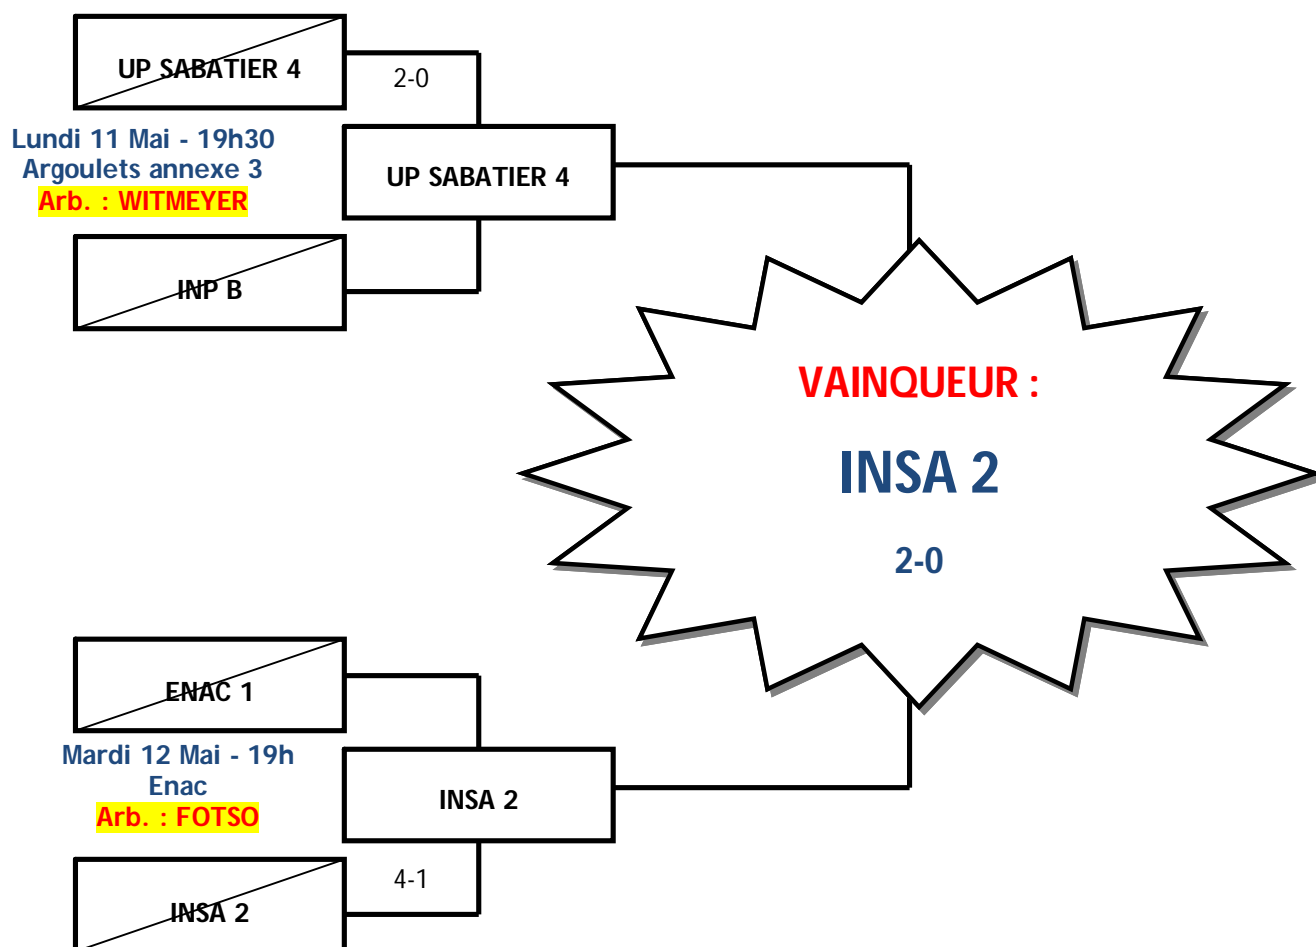 UP SABATIER 4
2-0
Lundi 11 Mai - 19h30
Argoulets annexe 3
Arb. : WITMEYER
UP SABATIER 4
INP B
VAINQUEUR :
INSA 2
2-0
ENAC 1
Mardi 12 Mai - 19h
Enac
Arb. : FOTSO
INSA 2
4-1
INSA 2